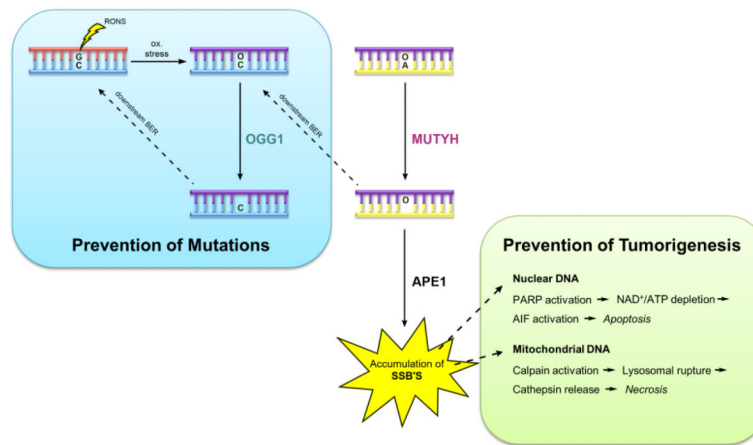 RONS
G
C
ox.
stress
O
C
O
A
downstream BER
OGG1
downstream BER
MUTYH
C
O
Prevention of Mutations
APE1
Accumulation of
SSB'S
Prevention of Tumorigenesis
Nuclear DNA
PARP activation → NAD⁺/ATP depletion →
AIF activation → Apoptosis
Mitochondrial DNA
Calpain activation → Lysosomal rupture →
Cathepsin release → Necrosis